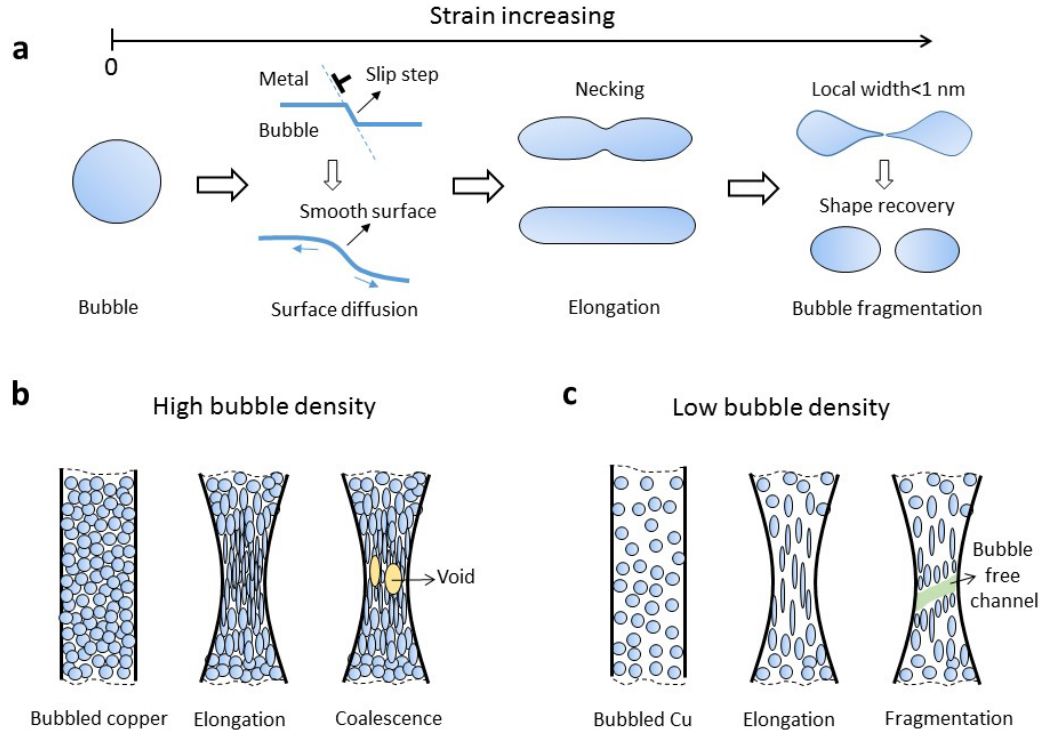 Strain increasing
a
0
Metal
Slip step
Bubble
Smooth surface
Necking
Local width<1 nm
Shape recovery
Bubble
Surface diffusion
Elongation
Bubble fragmentation
b
High bubble density
Void
Bubbled copper
Elongation
Coalescence
c
Low bubble density
Bubble
free
channel
Bubbled Cu
Elongation
Fragmentation